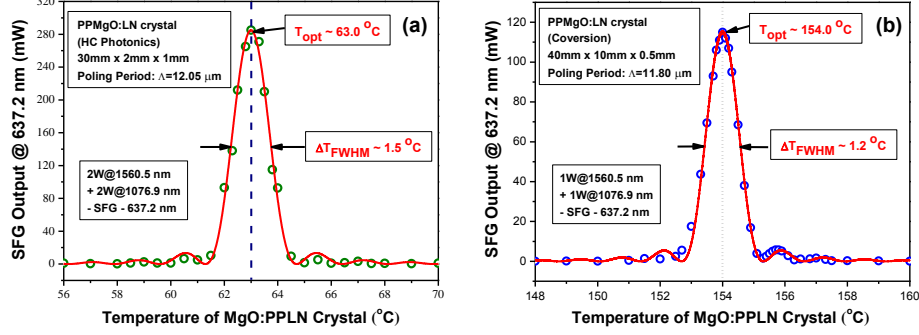 (a)
PPMgO:LN crystal
(HC Photonics)
30mm x 2mm x 1mm
Poling Period: Λ=12.05 μm
T_opt ~ 63.0 °C
ΔT_FWHM ~ 1.5 °C
2W@1560.5 nm
+ 2W@1076.9 nm
- SFG - 637.2 nm
SFG Output @ 637.2 nm (mW)
320
240
160
80
0
56 58 60 62 64 66 68 70
Temperature of MgO:PPLN Crystal (°C)
(b)
PPMgO:LN crystal
(Coversion)
40mm x 10mm x 0.5mm
Poling Period: Λ=11.80 μm
T_opt ~ 154.0 °C
ΔT_FWHM ~ 1.2 °C
1W@1560.5 nm
+ 1W@1076.9 nm
- SFG - 637.2 nm
SFG Output @ 637.2 nm (mW)
120
100
80
60
40
20
0
148 150 152 154 156 158 160
Temperature of MgO:PPLN Crystal (°C)